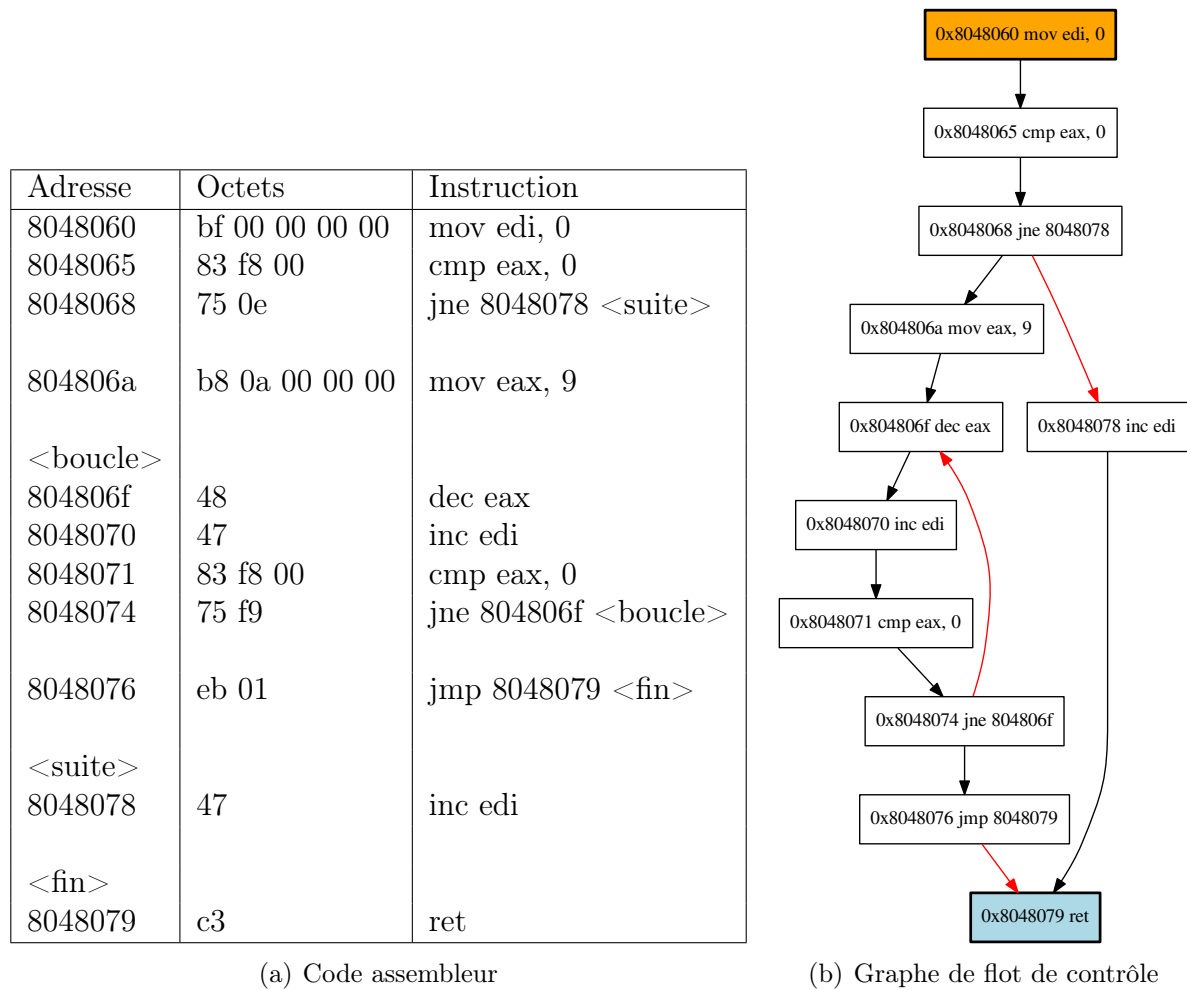 Adresse Octets Instruction
8048060 bf 00 00 00 00 mov edi, 0
8048065 83 f8 00 cmp eax, 0
8048068 75 0e jne 8048078 <suite>
804806a b8 0a 00 00 00 mov eax, 9
<boucle>
804806f 48 dec eax
8048070 47 inc edi
8048071 83 f8 00 cmp eax, 0
8048074 75 f9 jne 804806f <boucle>
8048076 eb 01 jmp 8048079 <fin>
<suite>
8048078 47 inc edi
<fin>
8048079 c3 ret
(a) Code assembleur
0x8048060 mov edi, 0
0x8048065 cmp eax, 0
0x8048068 jne 8048078
0x804806a mov eax, 9
0x804806f dec eax
0x8048078 inc edi
0x8048070 inc edi
0x8048071 cmp eax, 0
0x8048074 jne 804806f
0x8048076 jmp 8048079
0x8048079 ret
(b) Graphe de flot de contrôle